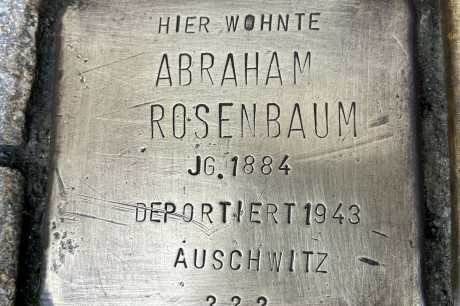 HIER WOHNTE
ABRAHAM
ROSENBAUM
JG. 1884
DEPORTIERT 1943
AUSCHWITZ
???